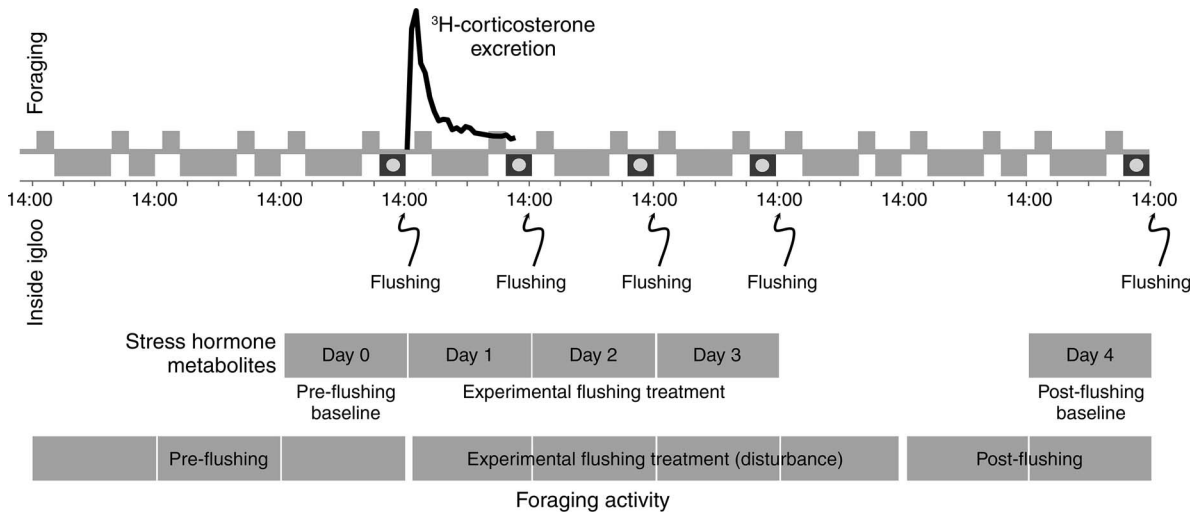 ³H-corticosterone
excretion
Foraging
14:00 14:00 14:00 14:00 14:00 14:00 14:00 14:00 14:00 14:00
Inside igloo
Flushing Flushing Flushing Flushing Flushing
Stress hormone
metabolites
Day 0 Day 1 Day 2 Day 3 Day 4
Pre-flushing
baseline
Experimental flushing treatment
Post-flushing
baseline
Pre-flushing Experimental flushing treatment (disturbance) Post-flushing
Foraging activity